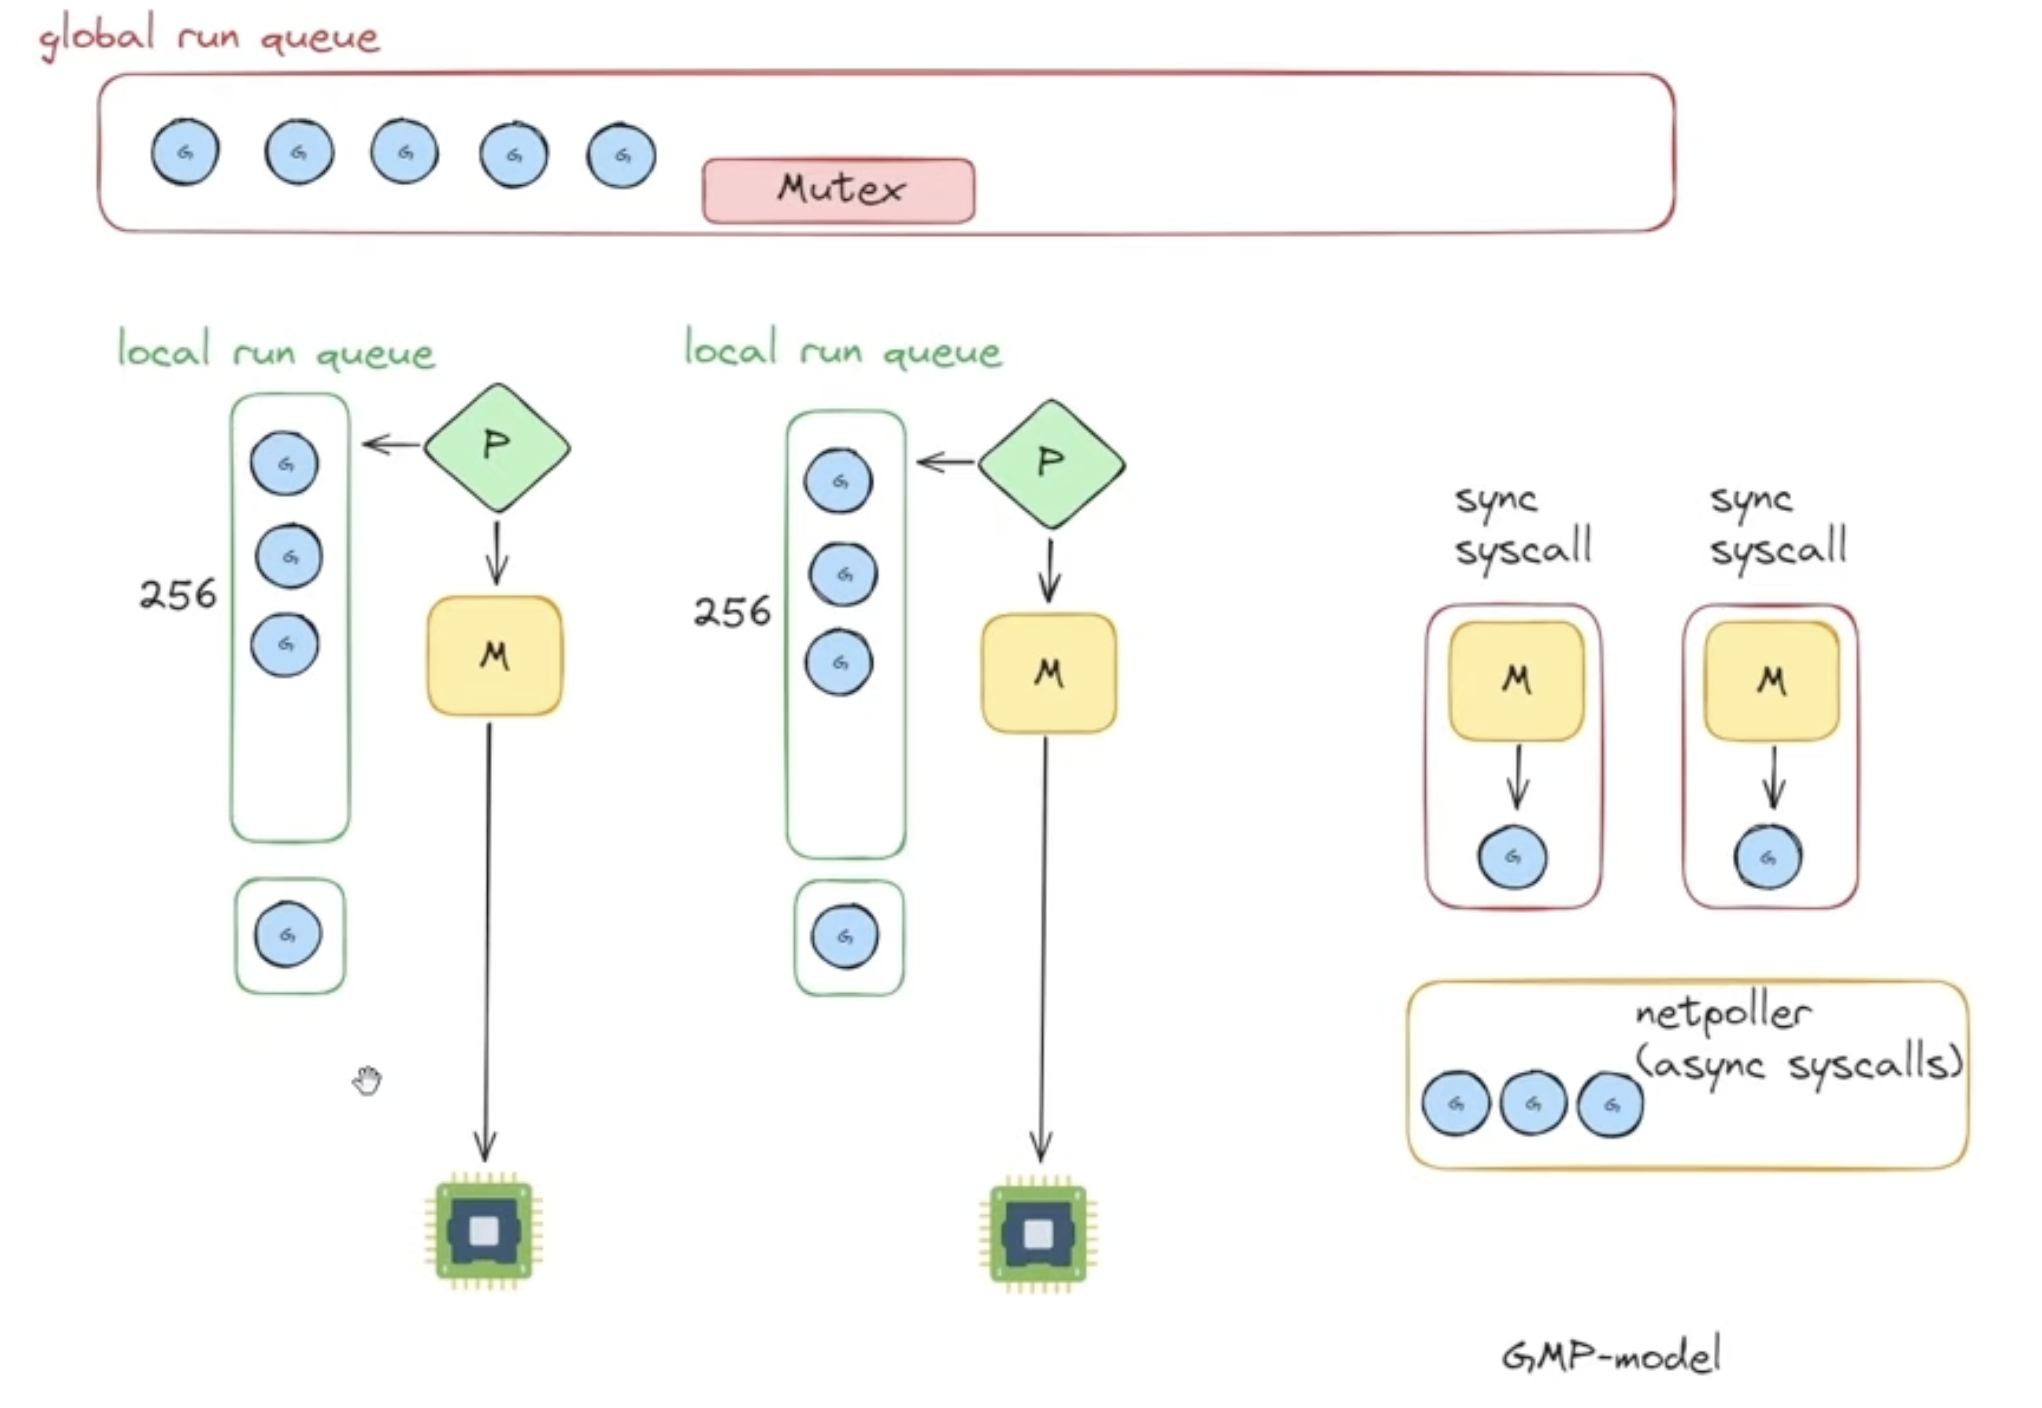 global run queue
G G G G G
Mutex
local run queue
P
G
G
G
256
M
G
local run queue
P
G
G
G
256
M
G
sync
syscall
M
G
sync
syscall
M
G
netpoller
(async syscalls)
G G G
GMP-model